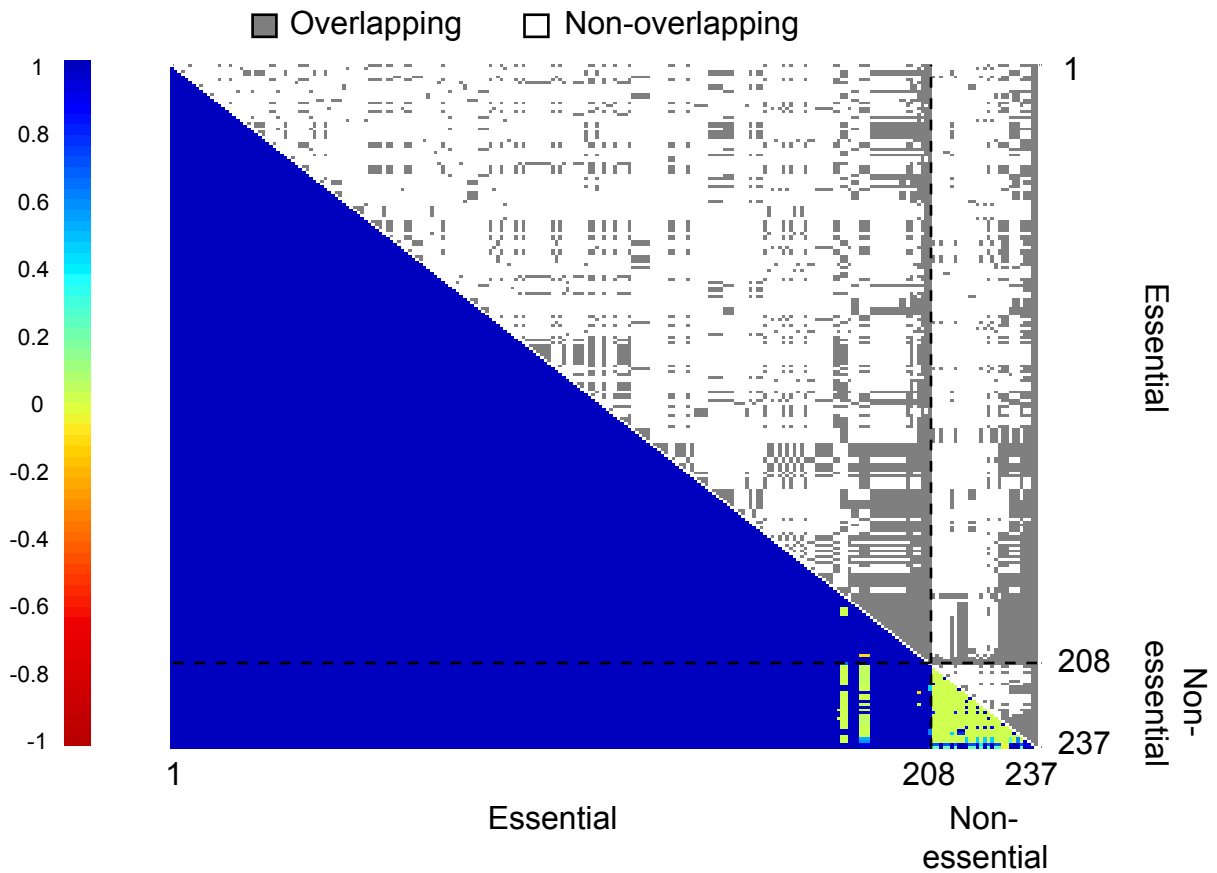 Overlapping
Non-overlapping
1
0.8
0.6
0.4
0.2
0
-0.2
-0.4
-0.6
-0.8
-1
1
208
237
Essential
Non-
essential
1
208
237
Essential
Non-
essential